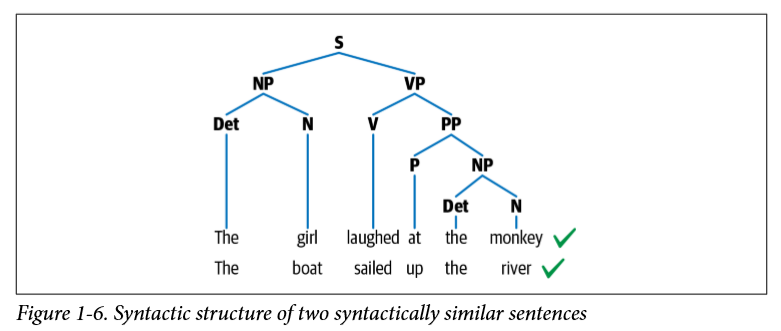 S
NP VP
Det N V PP
P NP
Det N
The girl laughed at the monkey
The boat sailed up the river
Figure 1-6. Syntactic structure of two syntactically similar sentences